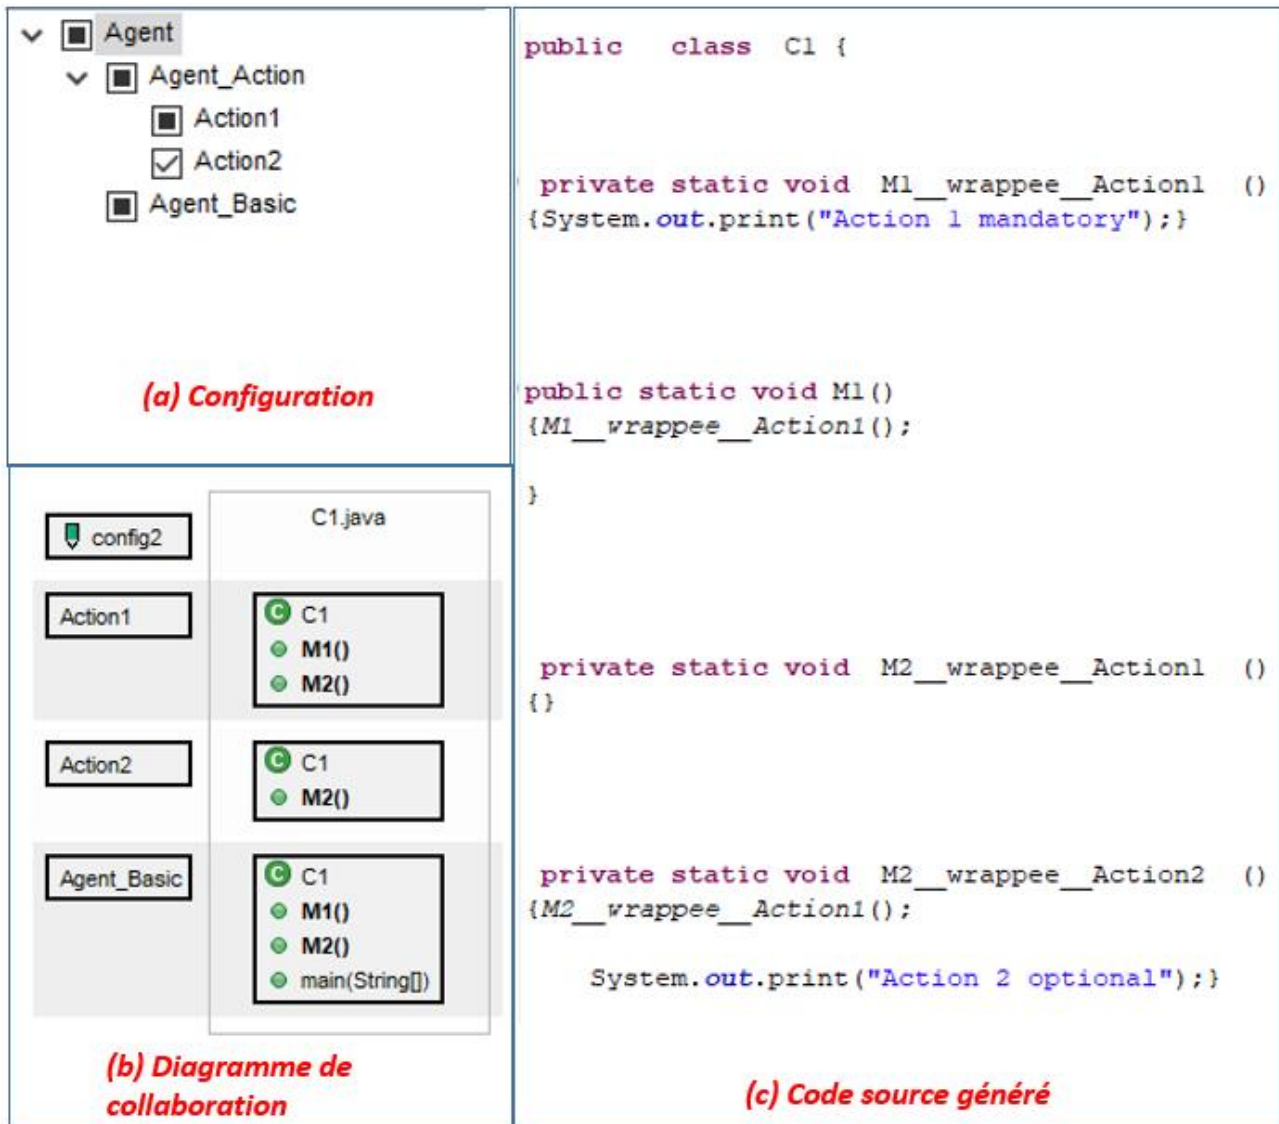 Agent
Agent_Action
Action1
Action2
Agent_Basic
(a) Configuration
config2
C1.java
Action1
C C1
M1()
M2()
Action2
C C1
M2()
Agent_Basic
C C1
M1()
M2()
main(String[])
(b) Diagramme de
collaboration
public class C1 {
private static void M1__wrappee__Action1 ()
{System.out.print("Action 1 mandatory");}
public static void M1()
{M1__wrappee__Action1();
}
private static void M2__wrappee__Action1 ()
{}
private static void M2__wrappee__Action2 ()
{M2__wrappee__Action1();
System.out.print("Action 2 optional");}
(c) Code source généré